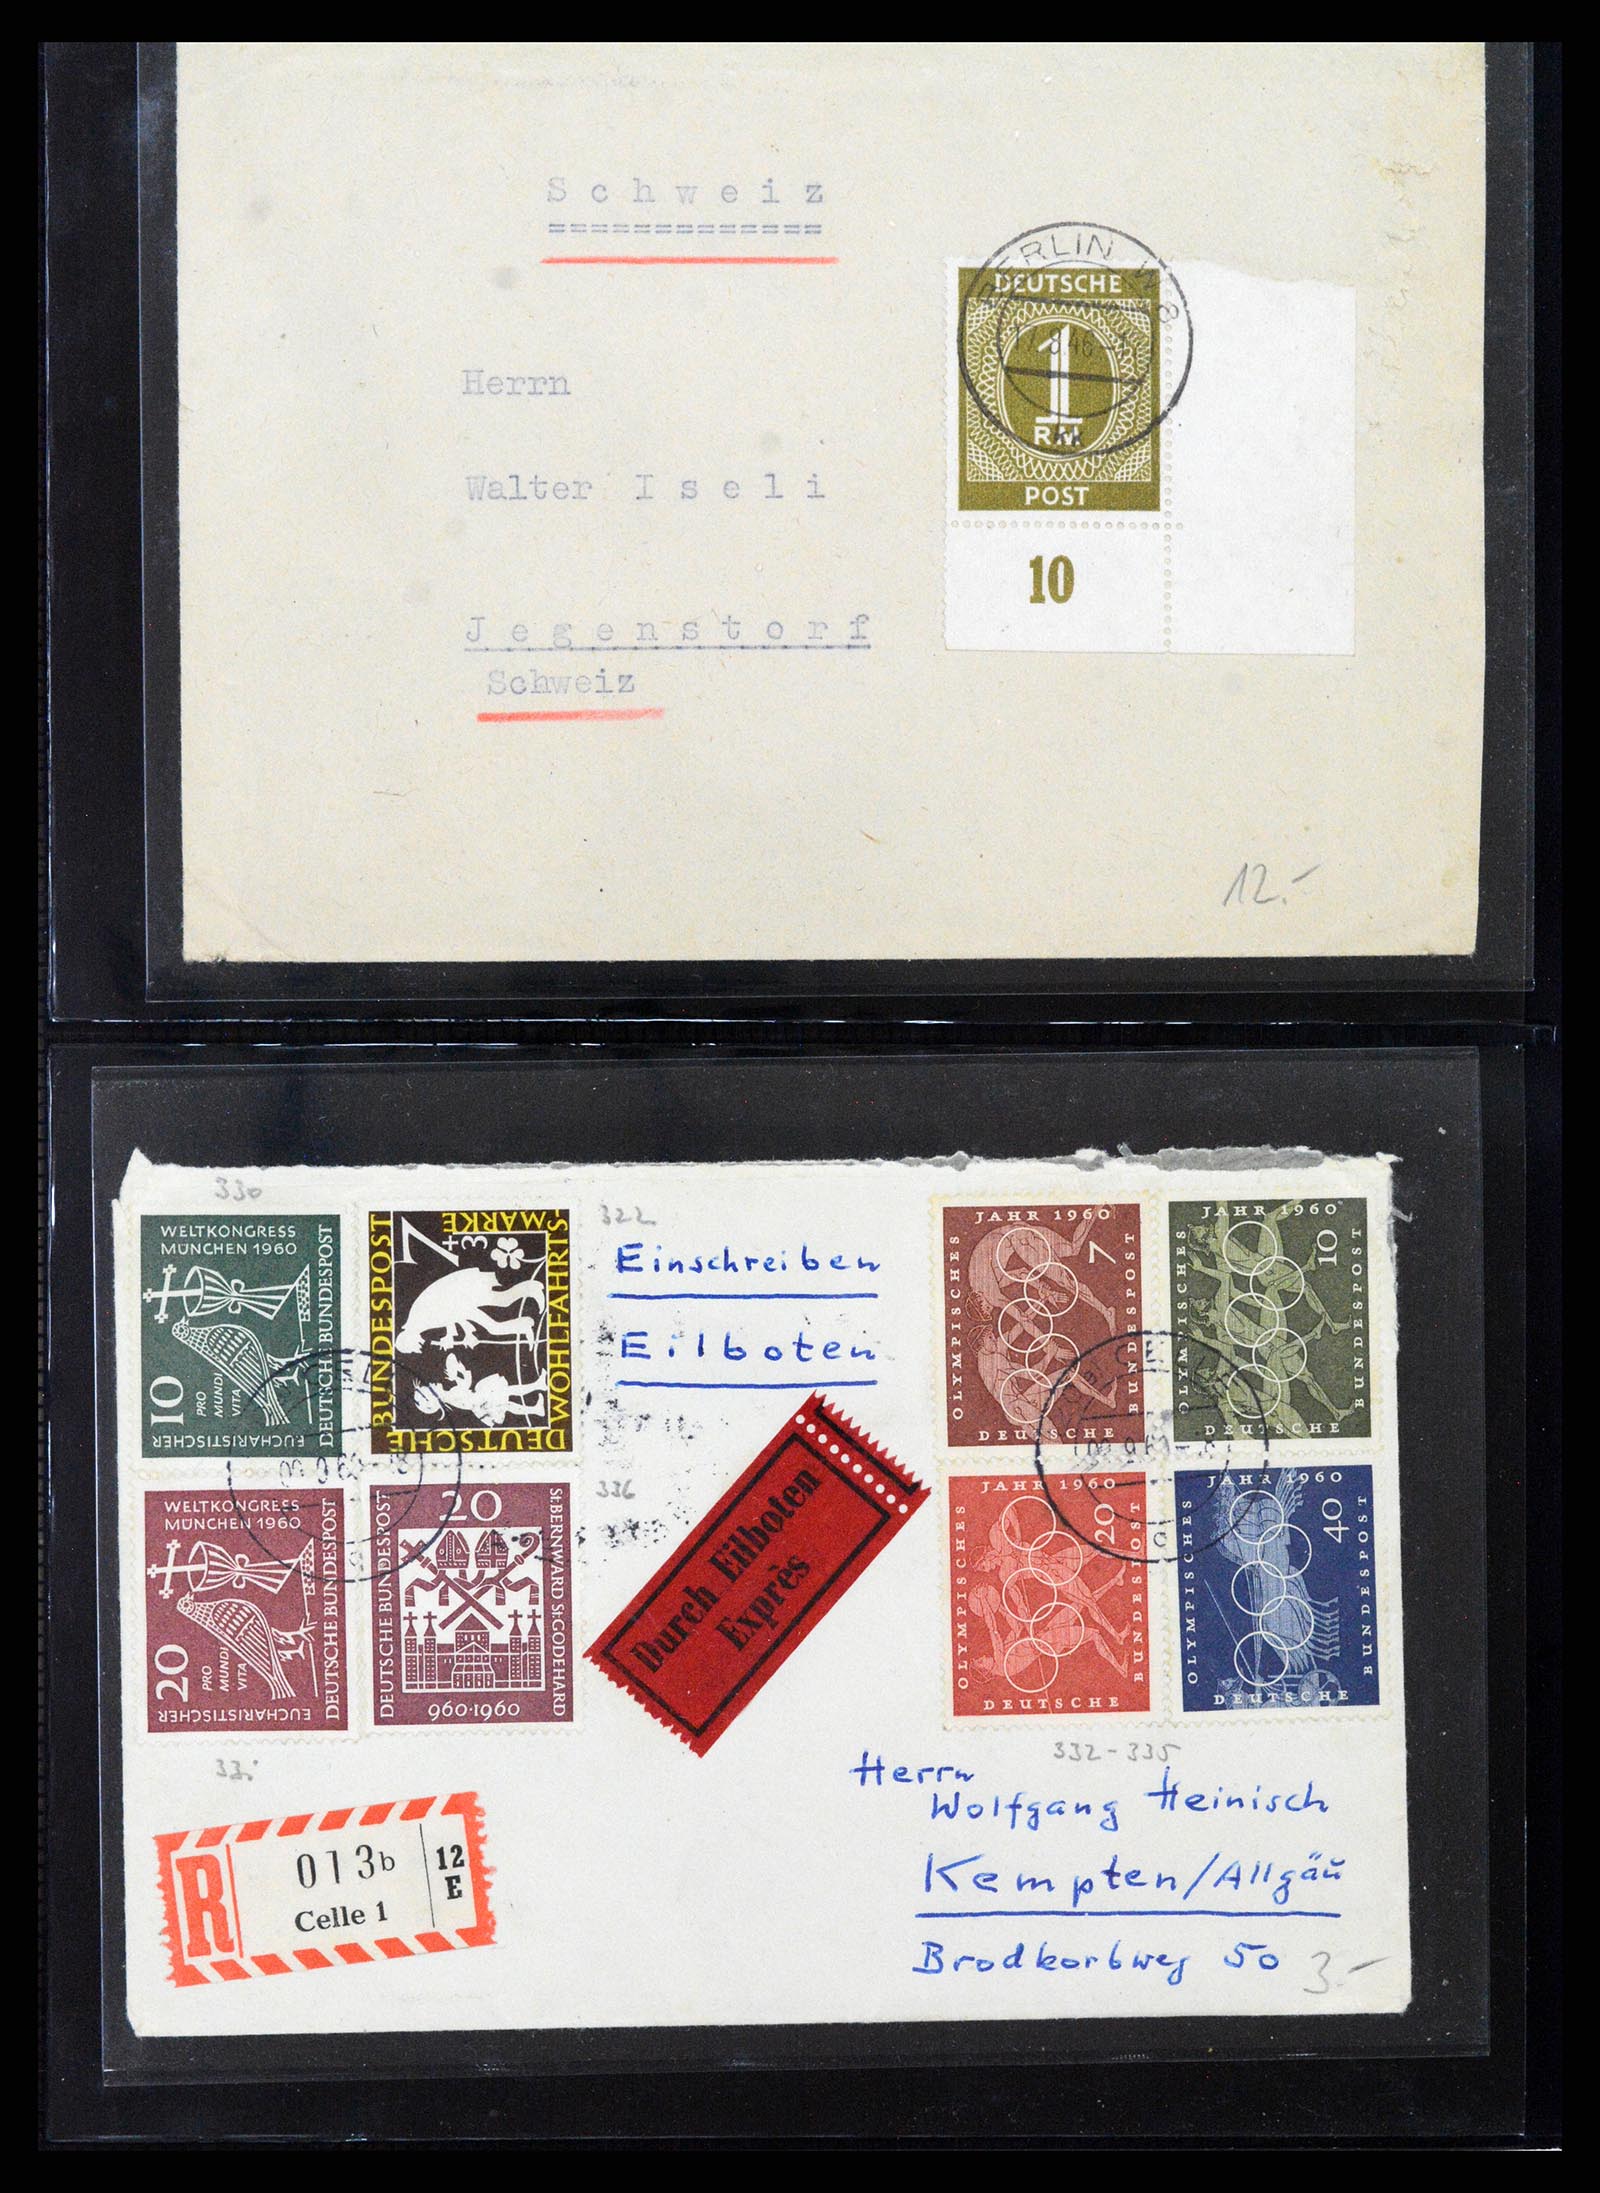 S c h w e i z
=============
BERLIN W 8
DEUTSCHE
1
RM
POST
10
Herrn
Walter I s e l i
J e g e n s t o r f
Schweiz
12.-
330
WELTKONGRESS
MÜNCHEN 1960
10
PRO
MUNDI
VITA
EUCHARISTISCHER
DEUTSCHE BUNDESPOST
7+3
WOHLFAHRTS-
MARKE
DEUTSCHE
BUNDESPOST
322
Einschreiben
Eilboten
JAHR 1960
7
OLYMPISCHES
DEUTSCHE
BUNDESPOST
JAHR 1960
10
OLYMPISCHES
DEUTSCHE
BUNDESPOST
WELTKONGRESS
MÜNCHEN 1960
20
PRO
MUNDI
VITA
EUCHARISTISCHER
DEUTSCHE BUNDESPOST
20
DEUTSCHE BUNDESPOST
St.BERNWARD St.GODEHARD
960·1960
336
Durch Eilboten
Exprès
JAHR 1960
20
OLYMPISCHES
DEUTSCHE
BUNDESPOST
JAHR 1960
40
OLYMPISCHES
DEUTSCHE
BUNDESPOST
CELLE
332-335
Herrn
Wolfgang Heinisch
Kempten/Allgäu
Brodkorbweg 50
3.-
R
013b
Celle 1
12
E